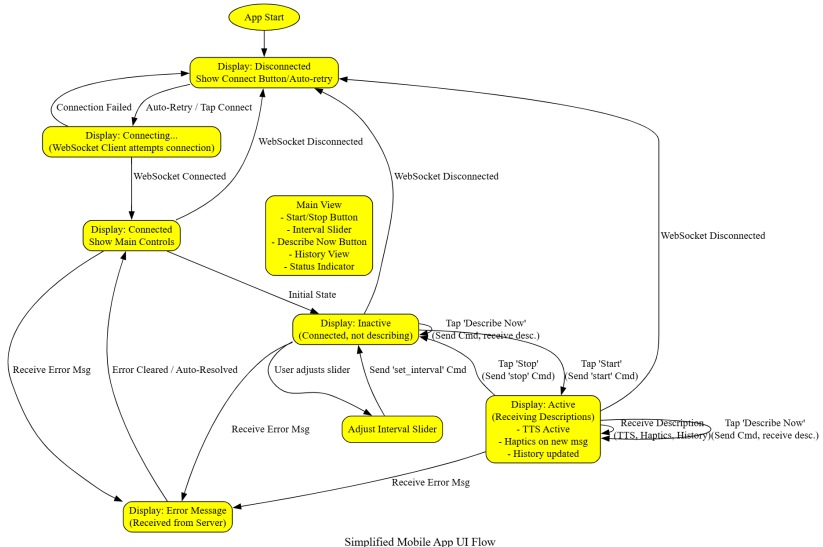 App Start
Display: Disconnected
Show Connect Button/Auto-retry
Connection Failed
Auto-Retry / Tap Connect
Display: Connecting...
(WebSocket Client attempts connection)
WebSocket Disconnected
WebSocket Connected
WebSocket Disconnected
Main View
- Start/Stop Button
- Interval Slider
- Describe Now Button
- History View
- Status Indicator
Display: Connected
Show Main Controls
WebSocket Disconnected
Initial State
Display: Inactive
(Connected, not describing)
Tap 'Describe Now'
(Send Cmd, receive desc.)
Receive Error Msg
Error Cleared / Auto-Resolved
User adjusts slider
Send 'set_interval' Cmd
Tap 'Stop'
(Send 'stop' Cmd)
Tap 'Start'
(Send 'start' Cmd)
Receive Error Msg
Adjust Interval Slider
Display: Active
(Receiving Descriptions)
- TTS Active
- Haptics on new msg
- History updated
Receive Description
(TTS, Haptics, History)
Tap 'Describe Now'
(Send Cmd, receive desc.)
Receive Error Msg
Display: Error Message
(Received from Server)
Simplified Mobile App UI Flow